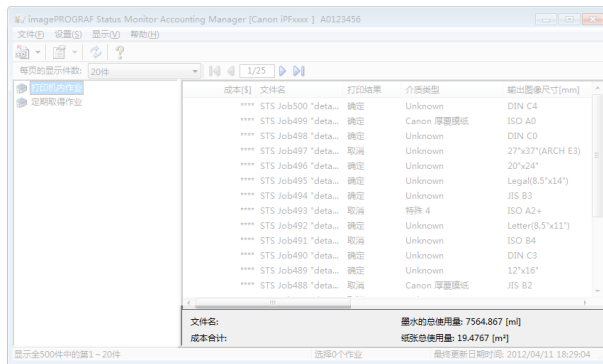 imagePROGRAF Status Monitor Accounting Manager [Canon iPFxxxx ] A0123456
文件(F) 设置(S) 显示(V) 帮助(H)
每页的显示件数: 20件 1/25
打印机内作业
定期取得作业
成本[$] 文件名 打印结果 介质类型 输出图像尺寸[mm]
**** STS Job500 "deta... 确定 Unknown DIN C4
**** STS Job499 "deta... 确定 Canon 厚覆膜纸 ISO A0
**** STS Job498 "deta... 确定 Unknown DIN C0
**** STS Job497 "deta... 取消 Unknown 27"x37"(ARCH E3)
**** STS Job496 "deta... 确定 Unknown 20"x24"
**** STS Job495 "deta... 确定 Unknown Legal(8.5"x14")
**** STS Job494 "deta... 确定 Unknown JIS B3
**** STS Job493 "deta... 取消 特殊 4 ISO A2+
**** STS Job492 "deta... 确定 Unknown Letter(8.5"x11")
**** STS Job491 "deta... 取消 Unknown ISO B4
**** STS Job490 "deta... 确定 Unknown DIN C3
**** STS Job489 "deta... 确定 Unknown 12"x16"
**** STS Job488 "deta... 取消 Canon 厚覆膜纸 JIS B2
文件名: 墨水的总使用量: 7564.867 [ml]
成本合计: 纸张总使用量: 19.4767 [m²]
显示全500件中的第1~20件 选择0个作业 最终更新日期时间: 2012/04/11 18:29:04